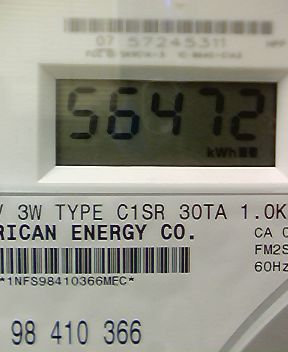 07 57245311
56472
kWh
V 3W TYPE C1SR 30TA 1.0K
RICAN ENERGY CO.
CA 0
FM2S
60Hz
*1NFS98410366MEC*
98 410 366